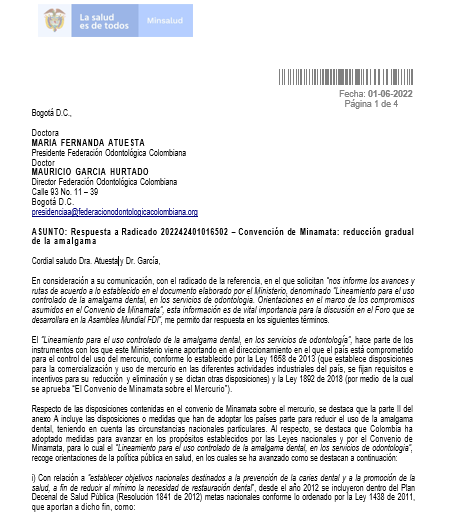 La salud
es de todos
Minsalud
Fecha: 01-06-2022
Página 1 de 4
Bogotá D.C.,
Doctora
MARIA FERNANDA ATUESTA
Presidente Federación Odontológica Colombiana
Doctor
MAURICIO GARCIA HURTADO
Director Federación Odontológica Colombiana
Calle 93 No. 11 – 39
Bogotá D.C.
presidenciaa@federacionodontologicacolombiana.org
ASUNTO: Respuesta a Radicado 202242401016502 – Convención de Minamata: reducción gradual
de la amalgama
Cordial saludo Dra. Atuesta y Dr. García,
En consideración a su comunicación, con el radicado de la referencia, en el que solicitan "nos informe los avances y
rutas de acuerdo a lo establecido en el documento elaborado por el Ministerio, denominado "Lineamiento para el uso
controlado de la amalgama dental, en los servicios de odontología. Orientaciones en el marco de los compromisos
asumidos en el Convenio de Minamata", esta información es de vital importancia para la discusión en el Foro que se
desarrollara en la Asamblea Mundial FDI", me permito dar respuesta en los siguientes términos.
El "Lineamiento para el uso controlado de la amalgama dental, en los servicios de odontología", hace parte de los
instrumentos con los que este Ministerio viene aportando en el direccionamiento en el que el país está comprometido
para el control del uso del mercurio, conforme lo establecido por la Ley 1658 de 2013 (que establece disposiciones
para la comercialización y uso de mercurio en las diferentes actividades industriales del país, se fijan requisitos e
incentivos para su reducción y eliminación y se dictan otras disposiciones) y la Ley 1892 de 2018 (por medio de la cual
se aprueba "El Convenio de Minamata sobre el Mercurio").
Respecto de las disposiciones contenidas en el convenio de Minamata sobre el mercurio, se destaca que la parte II del
anexo A incluye las disposiciones o medidas que han de adoptar los países parte para reducir el uso de la amalgama
dental, teniendo en cuenta las circunstancias nacionales particulares. Al respecto, se destaca que Colombia ha
adoptado medidas para avanzar en los propósitos establecidos por las Leyes nacionales y por el Convenio de
Minamata, para lo cual el "Lineamiento para el uso controlado de la amalgama dental, en los servicios de odontología",
recoge orientaciones de la política pública en salud, en los cuales se ha avanzado como se destacan a continuación:
i) Con relación a "establecer objetivos nacionales destinados a la prevención de la caries dental y a la promoción de la
salud, a fin de reducir al mínimo la necesidad de restauración dental", desde el año 2012 se incluyeron dentro del Plan
Decenal de Salud Pública (Resolución 1841 de 2012) metas nacionales conforme lo ordenado por la Ley 1438 de 2011,
que aportan a dicho fin, como: